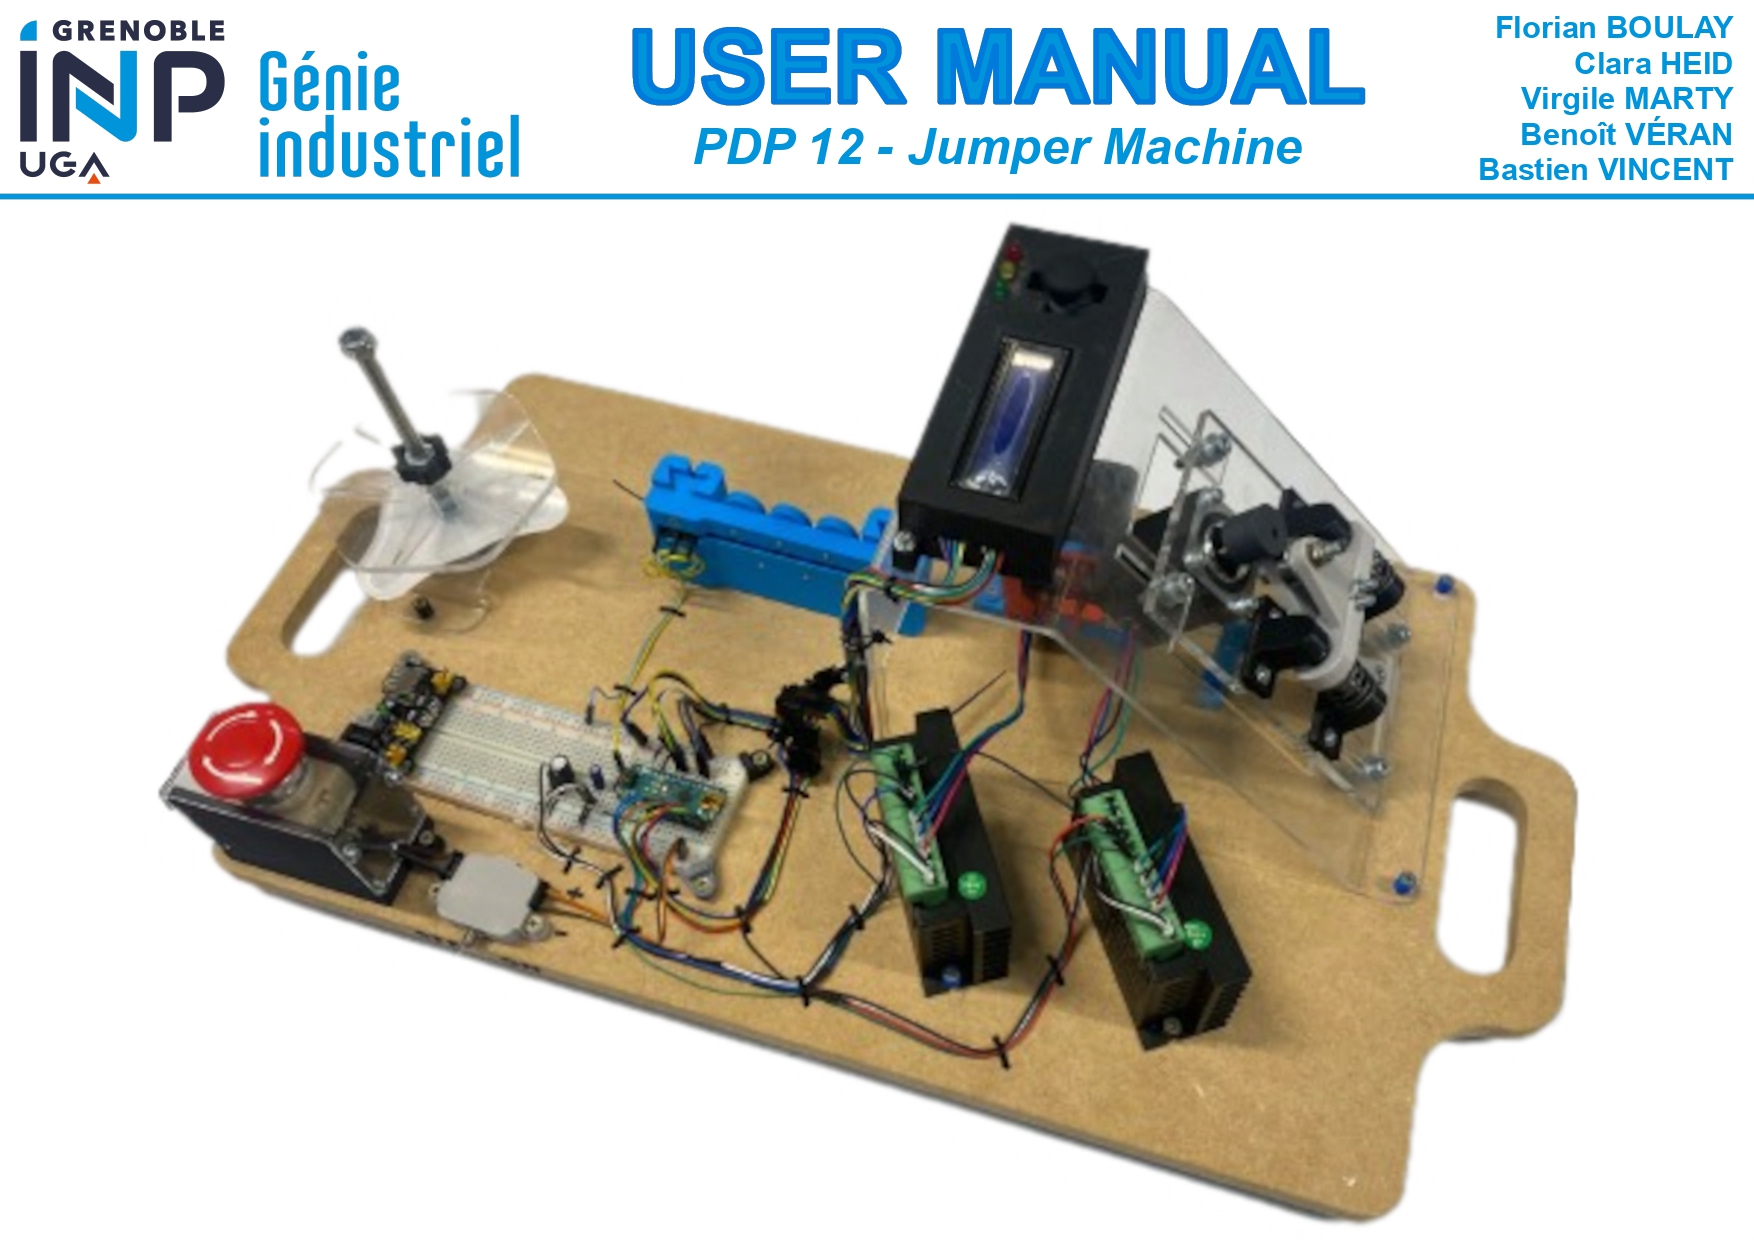 GRENOBLE
INP
UGA
Génie
industriel
USER MANUAL
PDP 12 - Jumper Machine
Florian BOULAY
Clara HEID
Virgile MARTY
Benoît VÉRAN
Bastien VINCENT